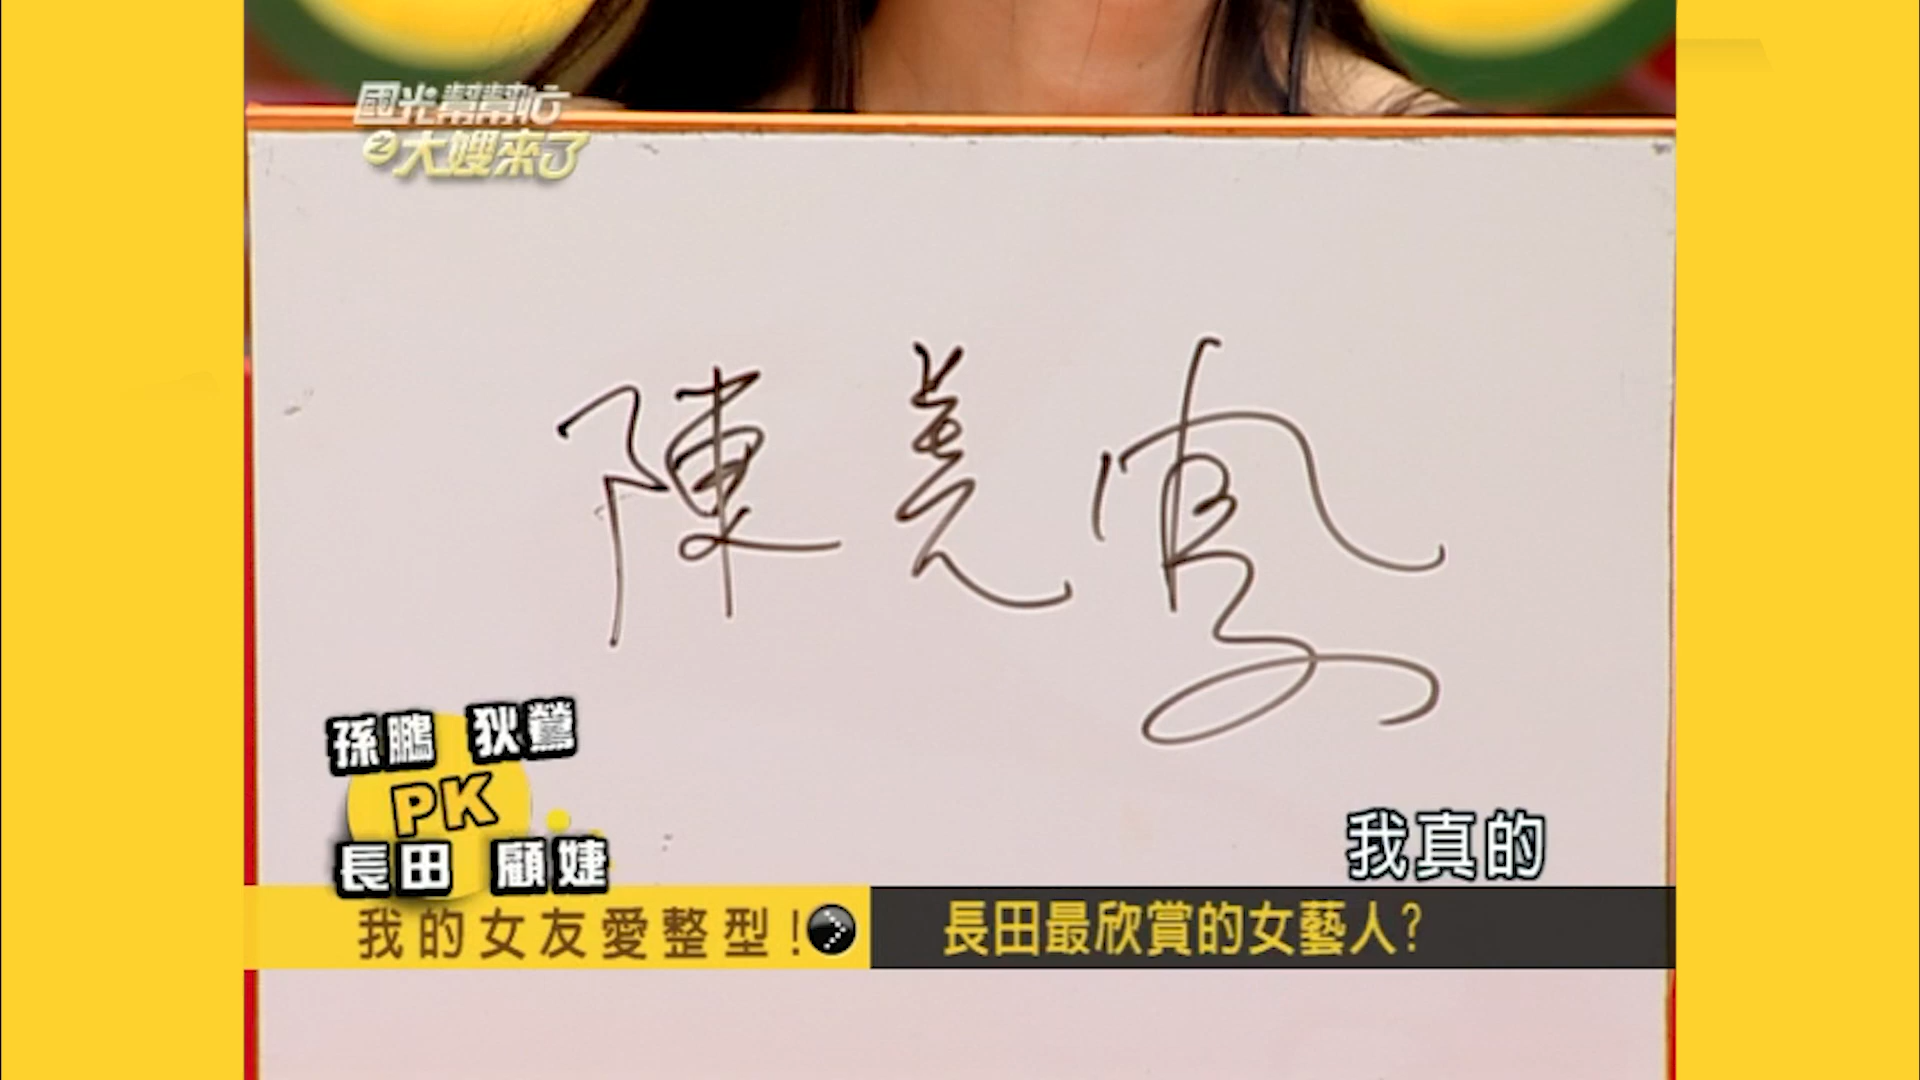 國光幫幫忙
之大嫂來了
陳美鳳
孫鵬 狄鶯
PK
長田 顧婕
我真的
我的女友愛整型!
長田最欣賞的女藝人?